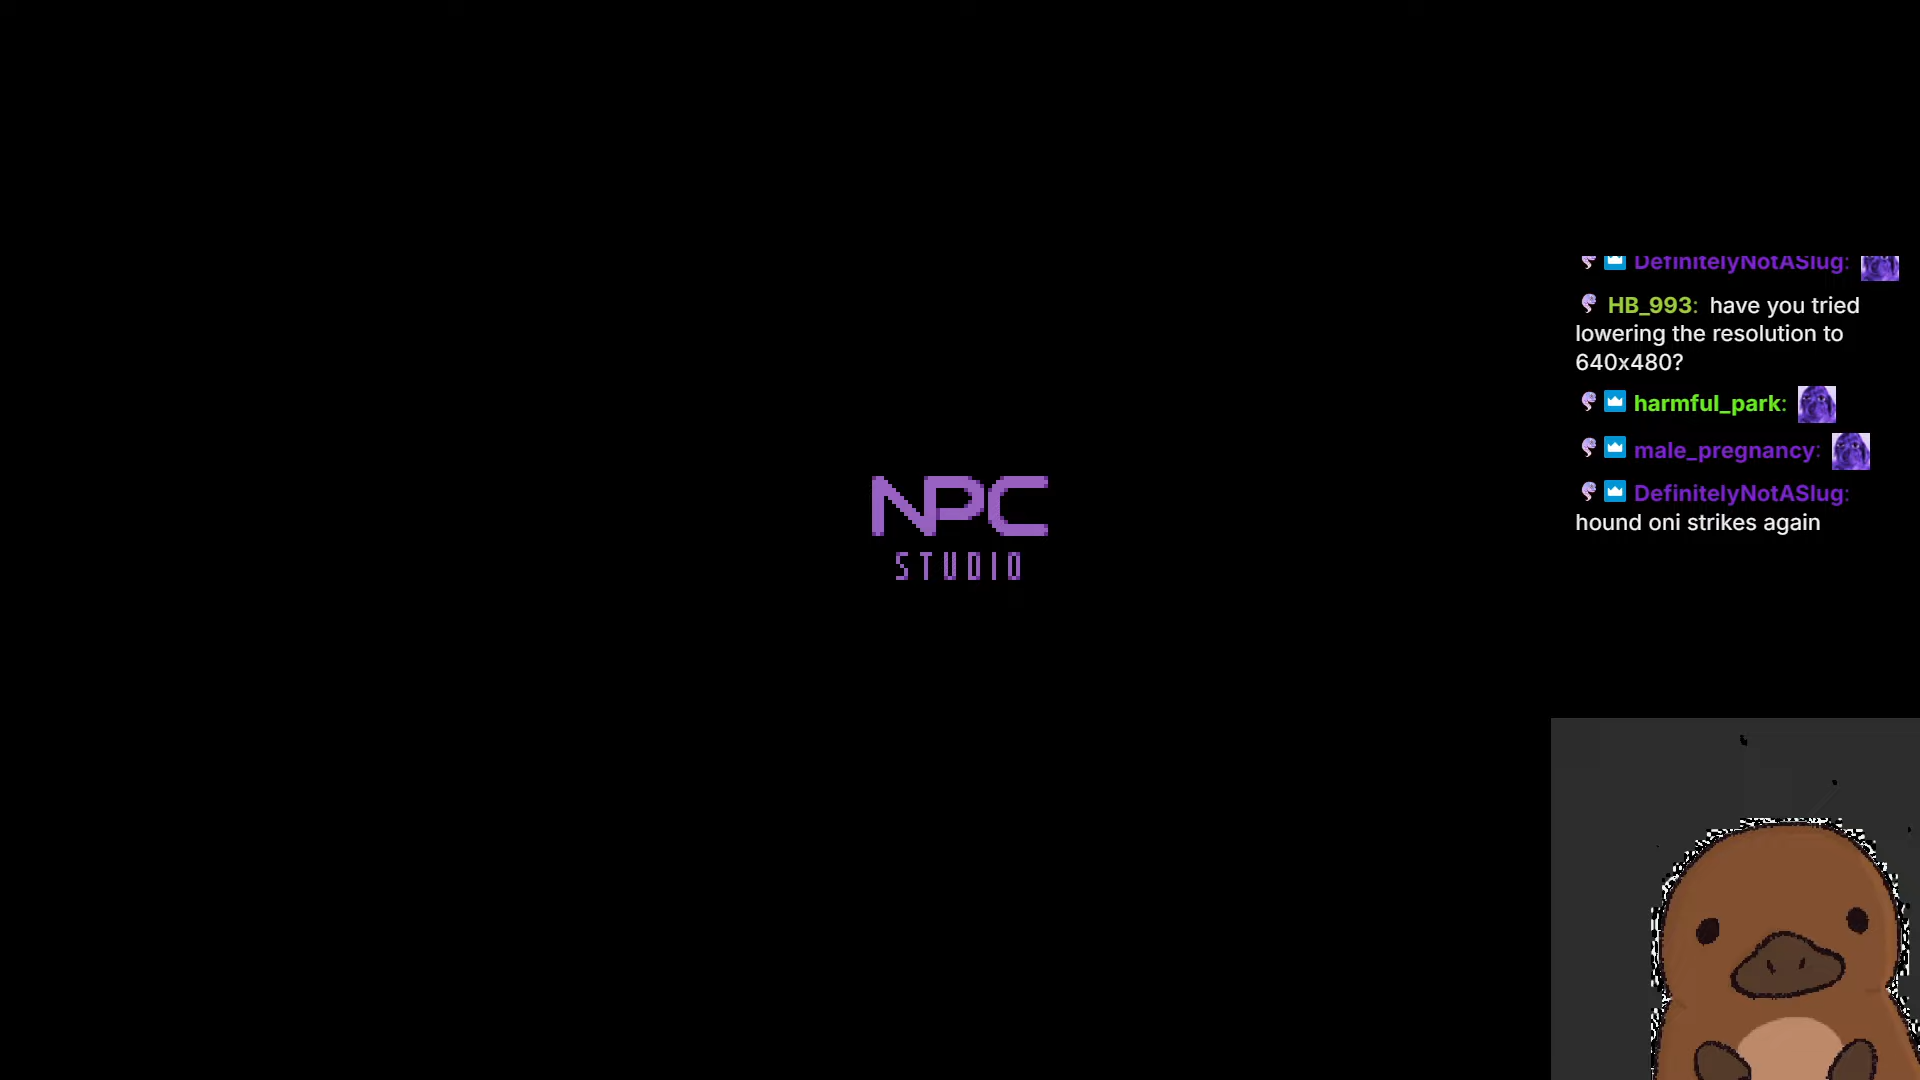 NPC
STUDIO
DefinitelyNotASlug:
HB_993: have you tried
lowering the resolution to
640x480?
harmful_park:
male_pregnancy:
DefinitelyNotASlug:
hound oni strikes again